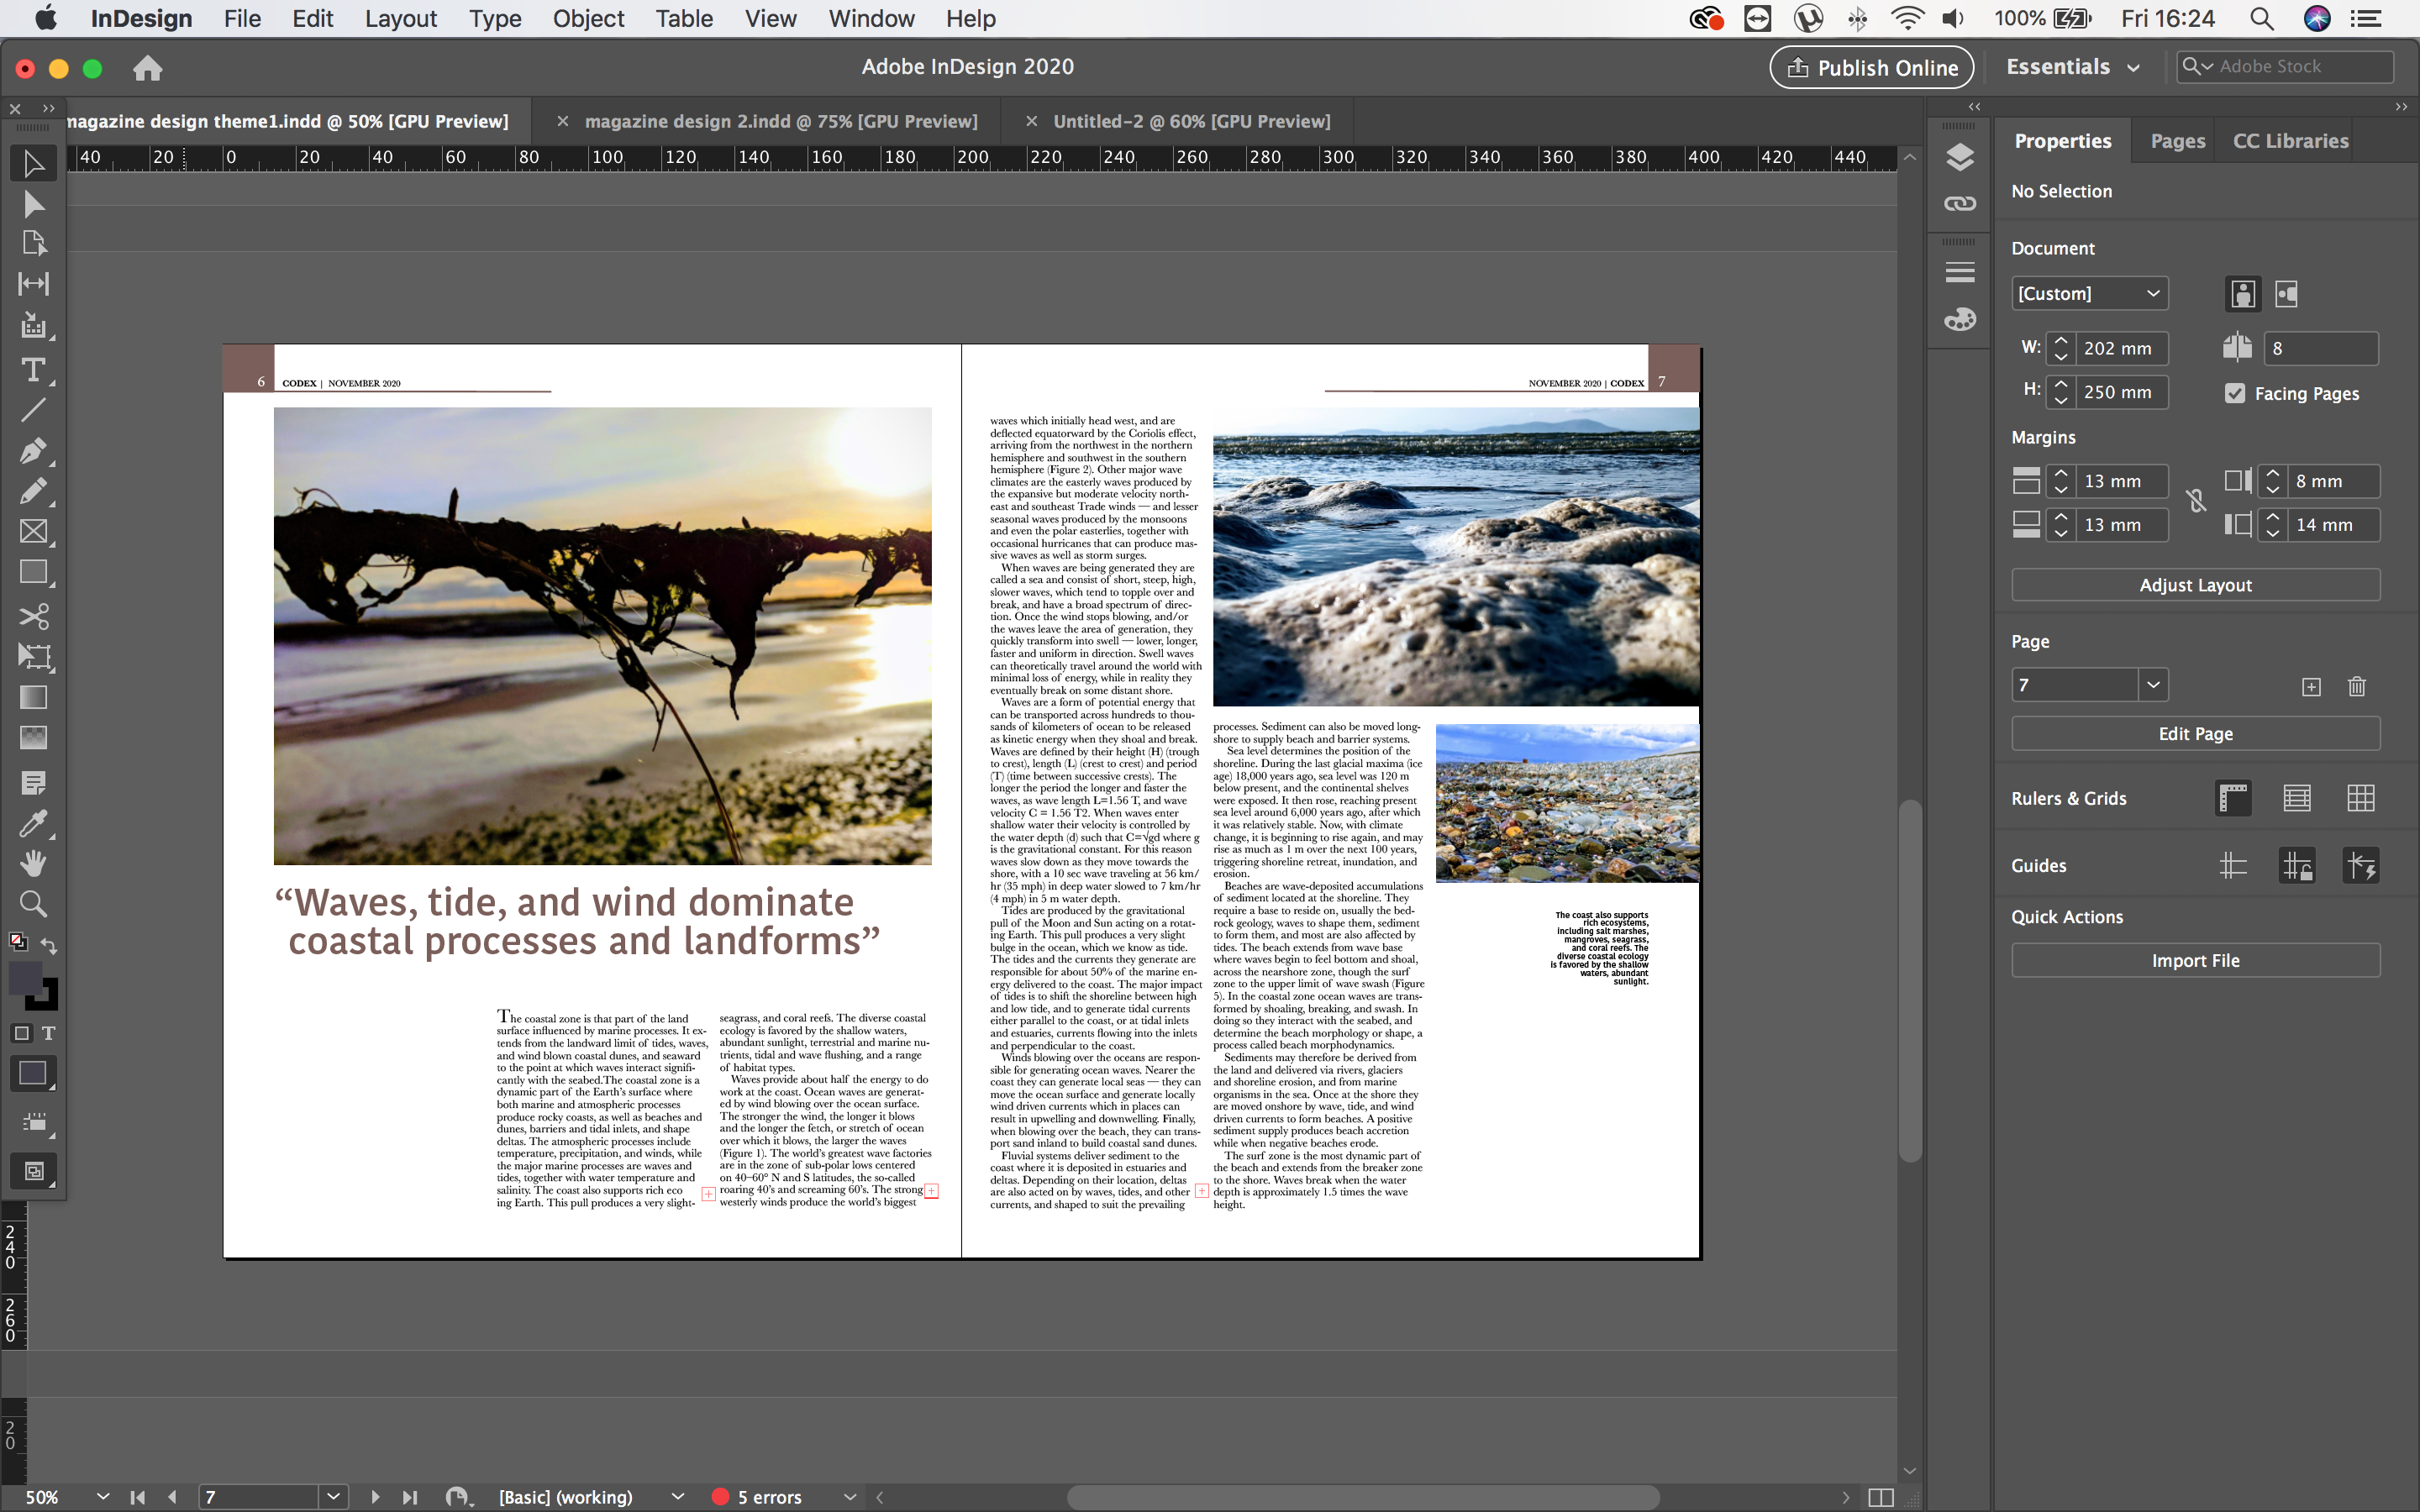 InDesign File Edit Layout Type Object Table View Window Help
100% Fri 16:24
Adobe InDesign 2020
Publish Online
Essentials
Adobe Stock
magazine design theme1.indd @ 50% [GPU Preview]
magazine design 2.indd @ 75% [GPU Preview]
Untitled-2 @ 60% [GPU Preview]
40 20 0 20 40 60 80 100 120 140 160 180 200 220 240 260 280 300 320 340 360 380 400 420 440
6 CODEX | NOVEMBER 2020
NOVEMBER 2020 | CODEX 7
“Waves, tide, and wind dominate
coastal processes and landforms”
The coastal zone is that part of the land
surface influenced by marine processes. It ex-
tends from the landward limit of tides, waves,
and wind blown coastal dunes, and seaward
to the point at which waves interact signifi-
cantly with the seabed.The coastal zone is a
dynamic part of the Earth’s surface where
both marine and atmospheric processes
produce rocky coasts, as well as beaches and
dunes, barriers and tidal inlets, and shape
deltas. The atmospheric processes include
temperature, precipitation, and winds, while
the major marine processes are waves and
tides, together with water temperature and
salinity. The coast also supports rich eco
ing Earth. This pull produces a very slight-
seagrass, and coral reefs. The diverse coastal
ecology is favored by the shallow waters,
abundant sunlight, terrestrial and marine nu-
trients, tidal and wave flushing, and a range
of habitat types.
Waves provide about half the energy to do
work at the coast. Ocean waves are generat-
ed by wind blowing over the ocean surface.
The stronger the wind, the longer it blows
and the longer the fetch, or stretch of ocean
over which it blows, the larger the waves
(Figure 1). The world’s greatest wave factories
are in the zone of sub-polar lows centered
on 40–60° N and S latitudes, the so-called
roaring 40’s and screaming 60’s. The strong
westerly winds produce the world’s biggest
waves which initially head west, and are
deflected equatorward by the Coriolis effect,
arriving from the northwest in the northern
hemisphere and southwest in the southern
hemisphere (Figure 2). Other major wave
climates are the easterly waves produced by
the expansive but moderate velocity north-
east and southeast Trade winds — and lesser
seasonal waves produced by the monsoons
and even the polar easterlies, together with
occasional hurricanes that can produce mas-
sive waves as well as storm surges.
When waves are being generated they are
called a sea and consist of short, steep, high,
slower waves, which tend to topple over and
break, and have a broad spectrum of direc-
tion. Once the wind stops blowing, and/or
the waves leave the area of generation, they
quickly transform into swell — lower, longer,
faster and uniform in direction. Swell waves
can theoretically travel around the world with
minimal loss of energy, while in reality they
eventually break on some distant shore.
Waves are a form of potential energy that
can be transported across hundreds to thou-
sands of kilometers of ocean to be released
as kinetic energy when they shoal and break.
Waves are defined by their height (H) (trough
to crest), length (L) (crest to crest) and period
(T) (time between successive crests). The
longer the period the longer and faster the
waves, as wave length L=1.56 T, and wave
velocity C = 1.56 T2. When waves enter
shallow water their velocity is controlled by
the water depth (d) such that C=√gd where g
is the gravitational constant. For this reason
waves slow down as they move towards the
shore, with a 10 sec wave traveling at 56 km/
hr (35 mph) in deep water slowed to 7 km/hr
(4 mph) in 5 m water depth.
Tides are produced by the gravitational
pull of the Moon and Sun acting on a rotat-
ing Earth. This pull produces a very slight
bulge in the ocean, which we know as tide.
The tides and the currents they generate are
responsible for about 50% of the marine en-
ergy delivered to the coast. The major impact
of tides is to shift the shoreline between high
and low tide, and to generate tidal currents
either parallel to the coast, or at tidal inlets
and estuaries, currents flowing into the inlets
and perpendicular to the coast.
Winds blowing over the oceans are respon-
sible for generating ocean waves. Nearer the
coast they can generate local seas — they can
move the ocean surface and generate locally
wind driven currents which in places can
result in upwelling and downwelling. Finally,
when blowing over the beach, they can trans-
port sand inland to build coastal sand dunes.
Fluvial systems deliver sediment to the
coast where it is deposited in estuaries and
deltas. Depending on their location, deltas
are also acted on by waves, tides, and other
currents, and shaped to suit the prevailing
processes. Sediment can also be moved long-
shore to supply beach and barrier systems.
Sea level determines the position of the
shoreline. During the last glacial maxima (ice
age) 18,000 years ago, sea level was 120 m
below present, and the continental shelves
were exposed. It then rose, reaching present
sea level around 6,000 years ago, after which
it was relatively stable. Now, with climate
change, it is beginning to rise again, and may
rise as much as 1 m over the next 100 years,
triggering shoreline retreat, inundation, and
erosion.
Beaches are wave-deposited accumulations
of sediment located at the shoreline. They
require a base to reside on, usually the bed-
rock geology, waves to shape them, sediment
to form them, and most are also affected by
tides. The beach extends from wave base
where waves begin to feel bottom and shoal,
across the nearshore zone, though the surf
zone to the upper limit of wave swash (Figure
5). In the coastal zone ocean waves are trans-
formed by shoaling, breaking, and swash. In
doing so they interact with the seabed, and
determine the beach morphology or shape, a
process called beach morphodynamics.
Sediments may therefore be derived from
the land and delivered via rivers, glaciers
and shoreline erosion, and from marine
organisms in the sea. Once at the shore they
are moved onshore by wave, tide, and wind
driven currents to form beaches. A positive
sediment supply produces beach accretion
while when negative beaches erode.
The surf zone is the most dynamic part of
the beach and extends from the breaker zone
to the shore. Waves break when the water
depth is approximately 1.5 times the wave
height.
The coast also supports
rich ecosystems,
including salt marshes,
mangroves, seagrass,
and coral reefs. The
diverse coastal ecology
is favored by the shallow
waters, abundant
sunlight.
Properties Pages CC Libraries
No Selection
Document
[Custom]
W: 202 mm 8
H: 250 mm Facing Pages
Margins
13 mm 8 mm
13 mm 14 mm
Adjust Layout
Page
7
Edit Page
Rulers & Grids
Guides
Quick Actions
Import File
240
260
20
50% 7 [Basic] (working) 5 errors